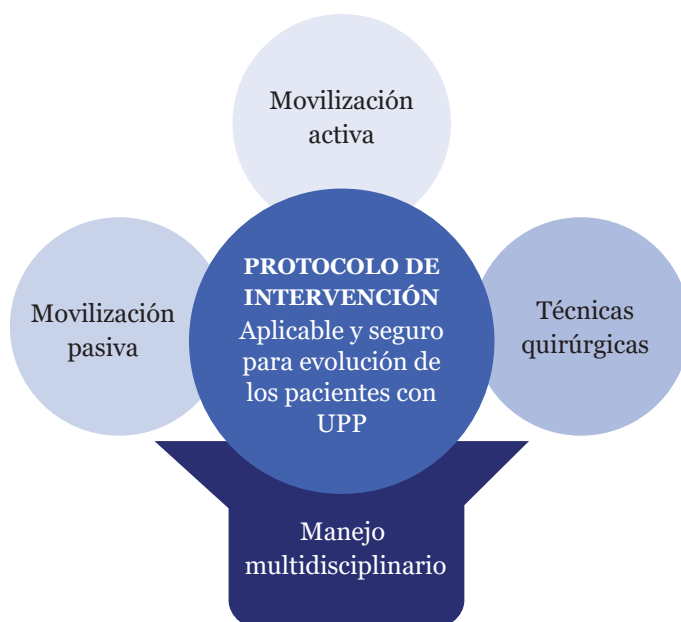 Movilización
activa
Movilización
pasiva
PROTOCOLO DE
INTERVENCIÓN
Aplicable y seguro
para evolución de
los pacientes con
UPP
Técnicas
quirúrgicas
Manejo
multidisciplinario